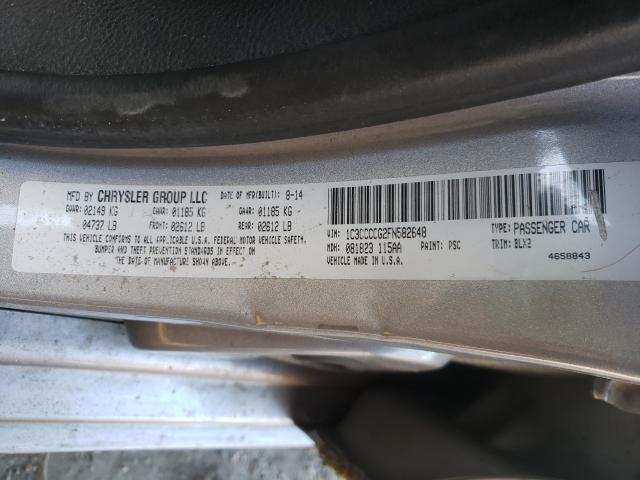 MFD BY CHRYSLER GROUP LLC DATE OF MFR(BUILT): 8-14
GVWR: 02149 KG GAWR: 01185 KG GAWR: 01185 KG
04737 LB FRONT: 02612 LB REAR: 02612 LB
THIS VEHICLE CONFORMS TO ALL APPLICABLE U.S.A. FEDERAL MOTOR VEHICLE SAFETY,
BUMPER AND THEFT PREVENTION STANDARDS IN EFFECT ON
THE DATE OF MANUFACTURE SHOWN ABOVE.
VIN: 1C3CCCCG2FN582648 TYPE: PASSENGER CAR
MDH: 081823 115AA PAINT: PSC TRIM: BLX2
VEHICLE MADE IN U.S.A. 4658843